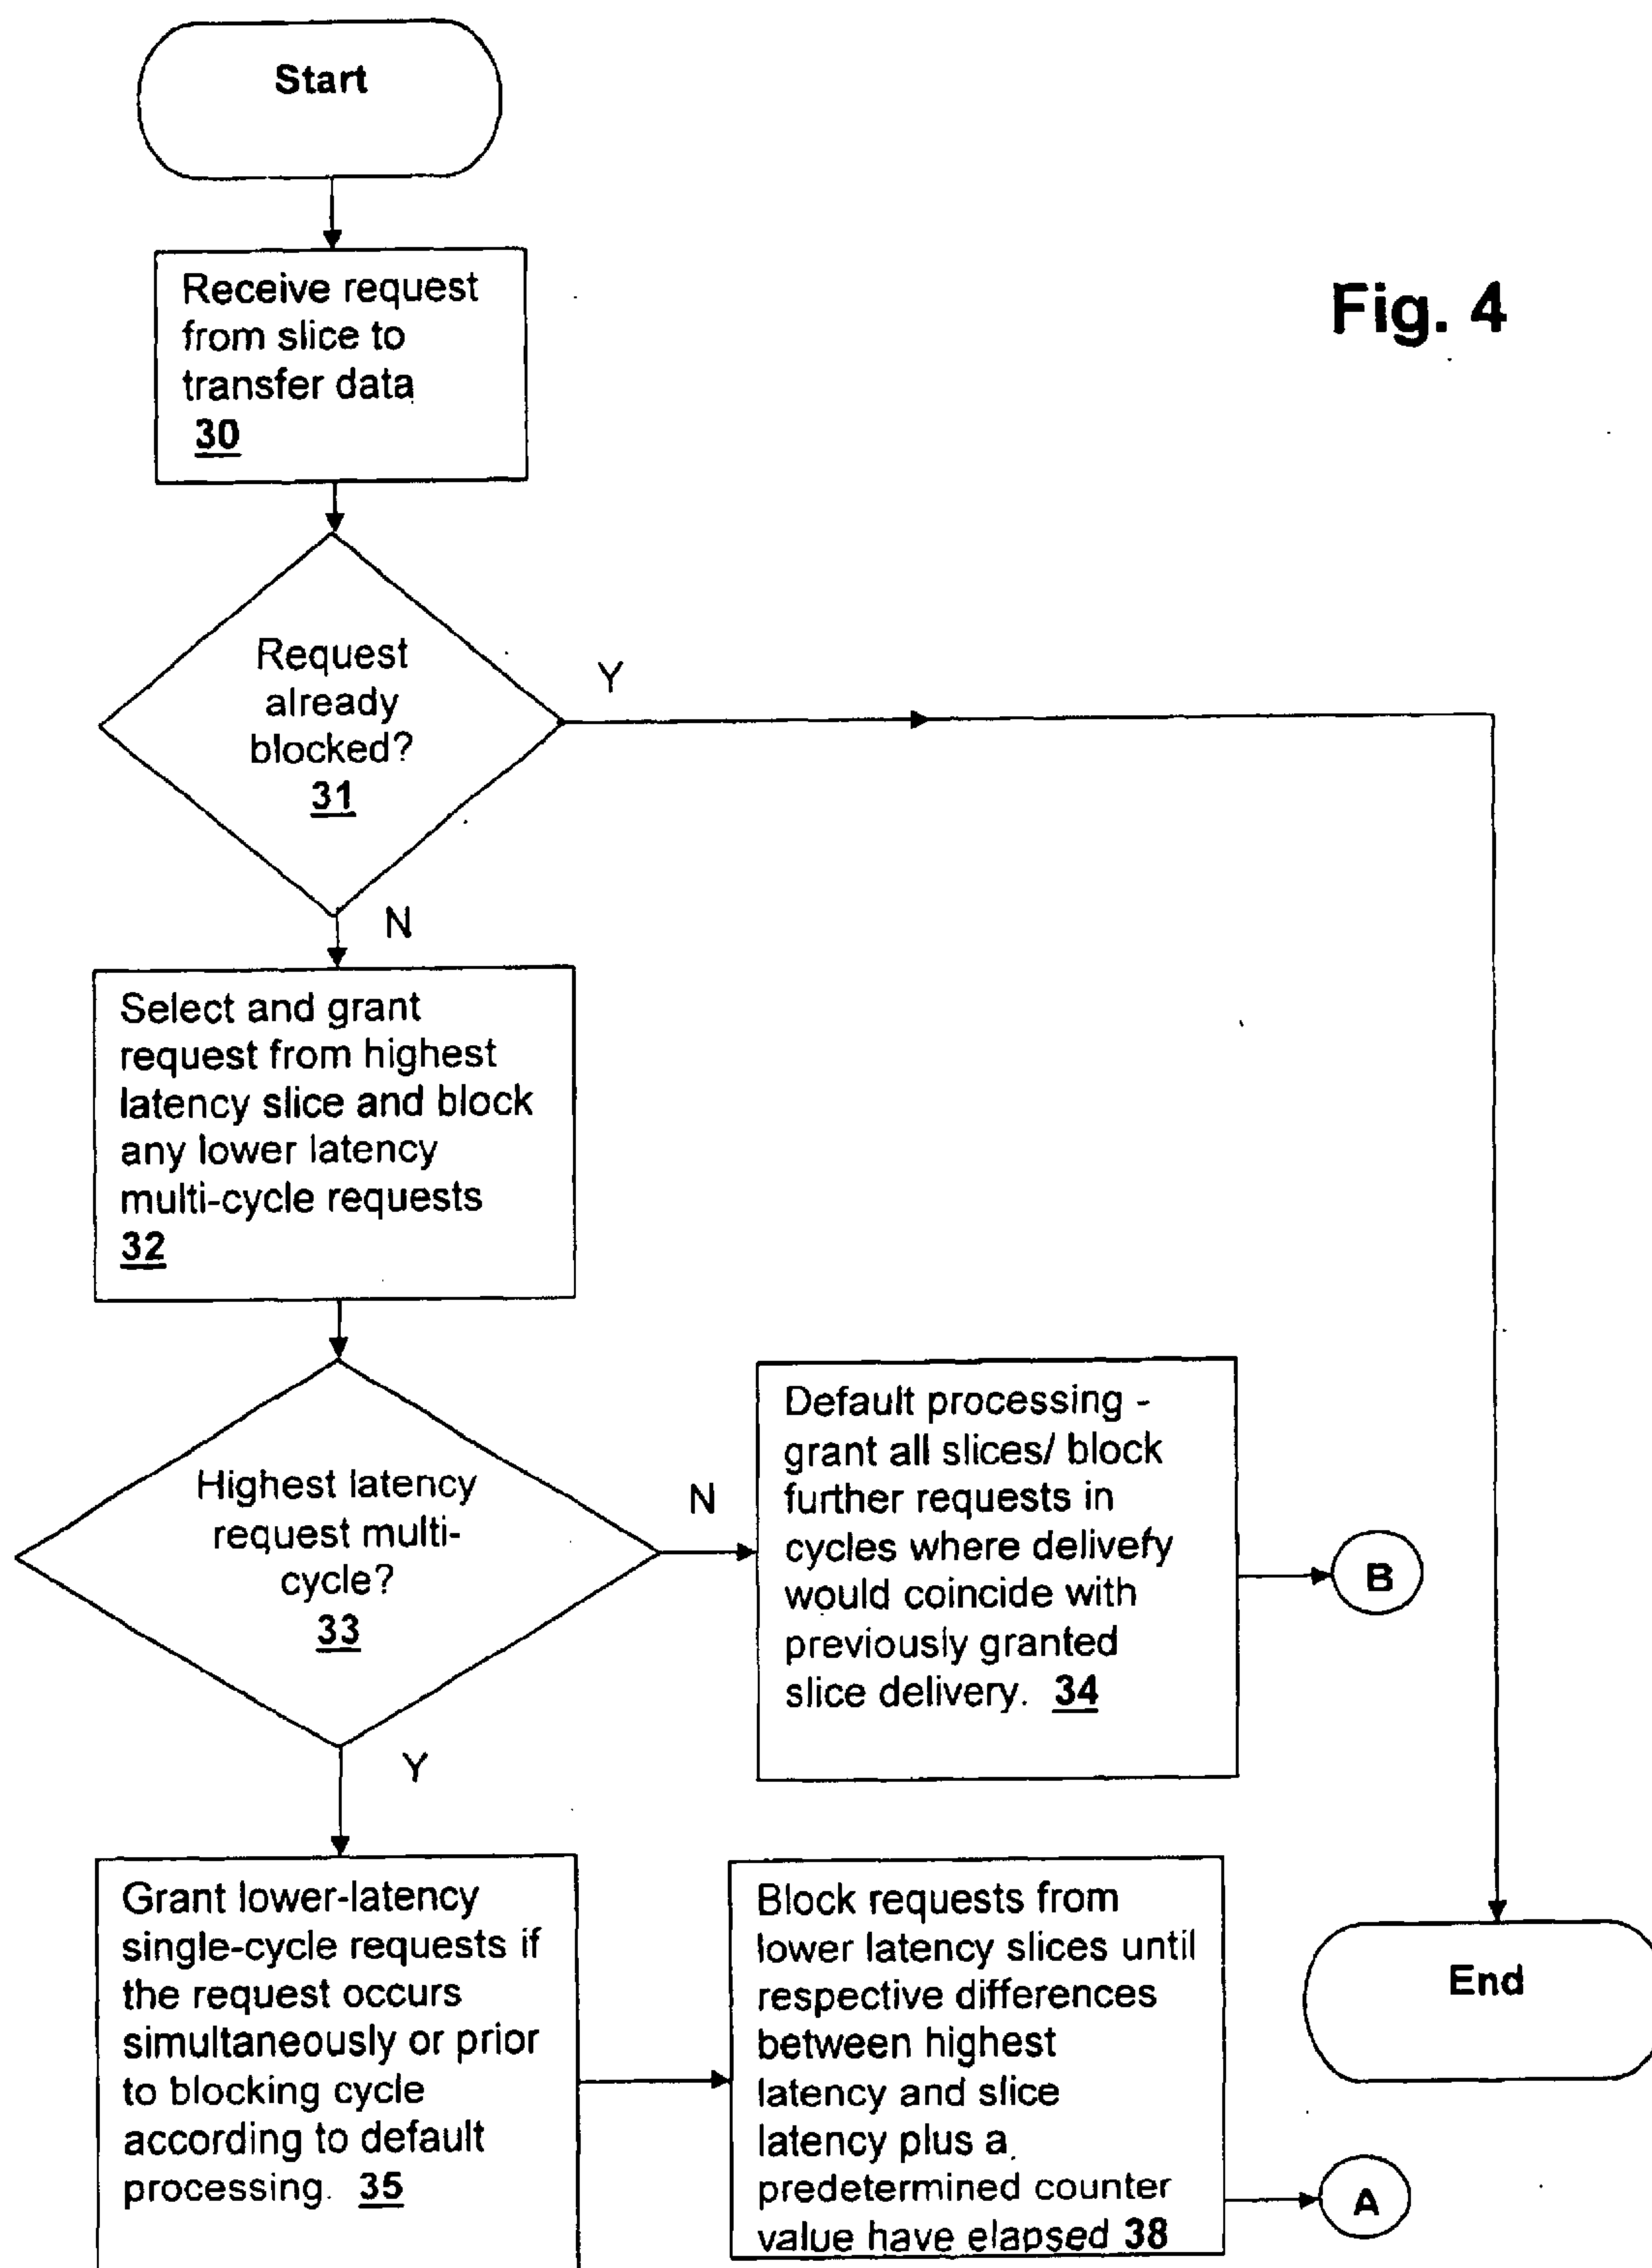 Start
Fig. 4
Receive request
from slice to
transfer data
30
Request
already
blocked?
31
Y
N
Select and grant
request from highest
latency slice and block
any lower latency
multi-cycle requests
32
Highest latency
request multi-
cycle?
33
N
Y
Default processing -
grant all slices/ block
further requests in
cycles where delivery
would coincide with
previously granted
slice delivery. 34
B
Grant lower-latency
single-cycle requests if
the request occurs
simultaneously or prior
to blocking cycle
according to default
processing. 35
Block requests from
lower latency slices until
respective differences
between highest
latency and slice
latency plus a
predetermined counter
value have elapsed 38
A
End